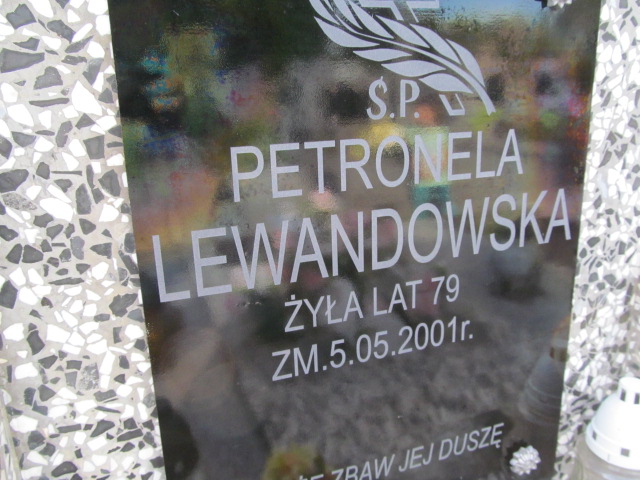 Ś.P.
PETRONELA
LEWANDOWSKA
ŻYŁA LAT 79
ZM.5.05.2001r.
ZBAW JEJ DUSZĘ